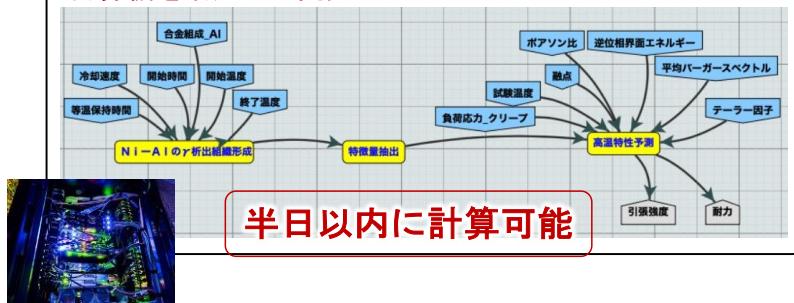 合金組成_Al
冷却速度
開始時間
開始温度
等温保持時間
終了温度
Ni－Alのγ析出組織形成
特徴量抽出
ポアソン比
逆位相界面エネルギー
融点
平均バーガースベクトル
試験温度
負荷応力_クリープ
テーラー因子
高温特性予測
引張強度
耐力
半日以内に計算可能